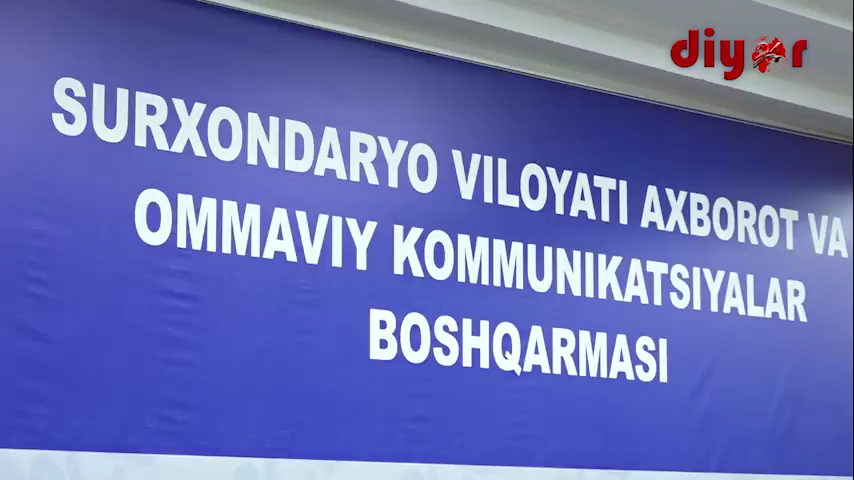 diyor
SURXONDARYO VILOYATI AXBOROT VA
OMMAVIY KOMMUNIKATSIYALAR
BOSHQARMASI